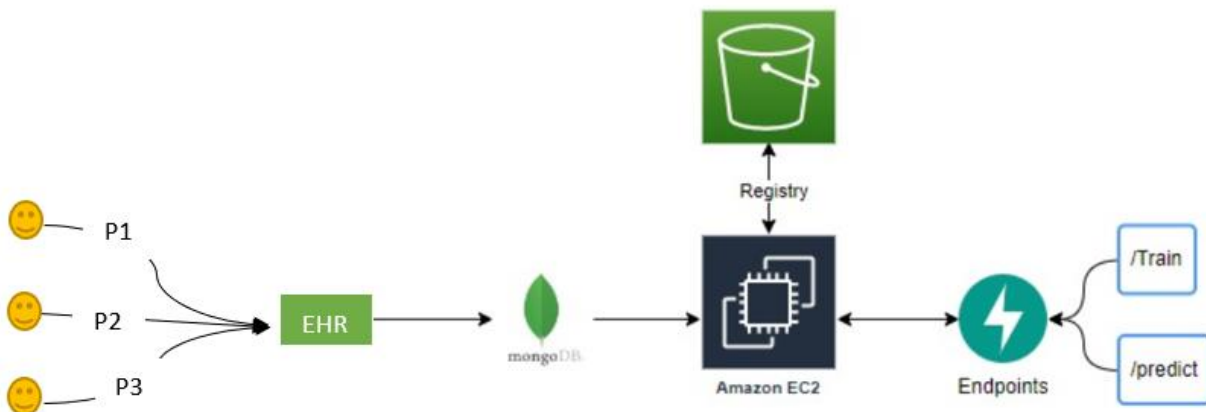 Registry
P1
P2
P3
EHR
mongoDB
Amazon EC2
Endpoints
/Train
/predict